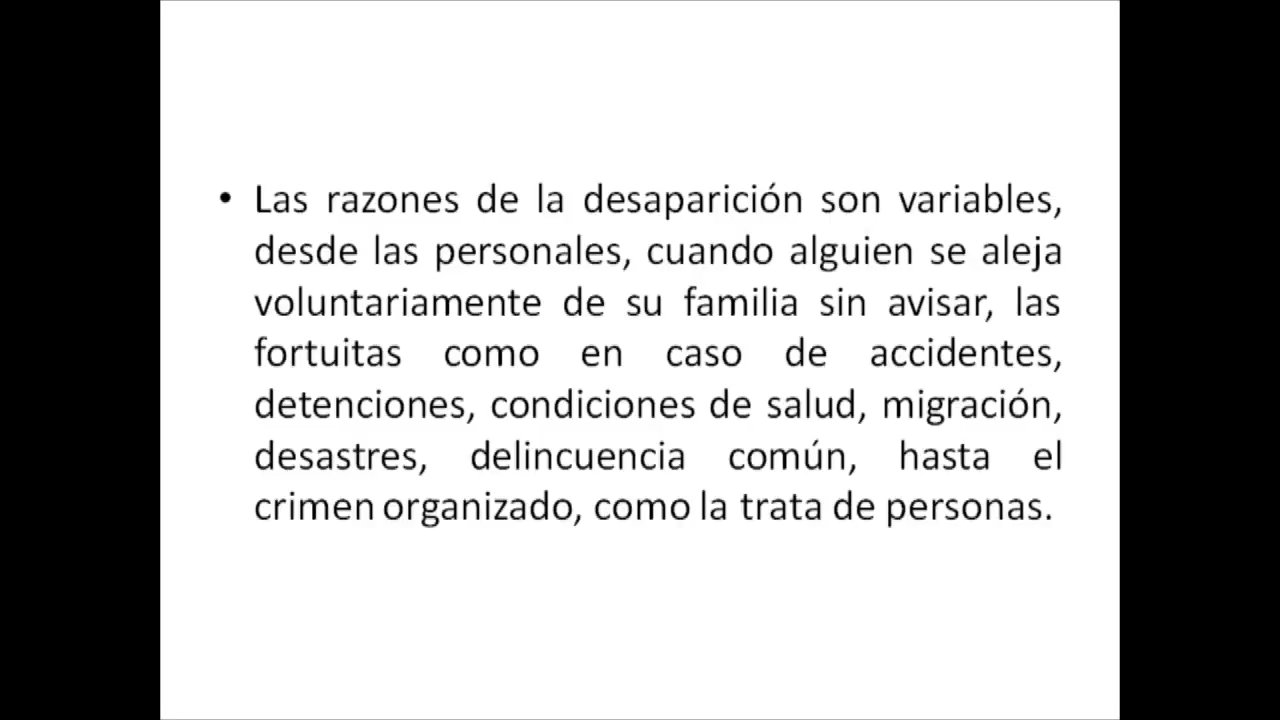 • Las razones de la desaparición son variables,
desde las personales, cuando alguien se aleja
voluntariamente de su familia sin avisar, las
fortuitas como en caso de accidentes,
detenciones, condiciones de salud, migración,
desastres, delincuencia común, hasta el
crimen organizado, como la trata de personas.